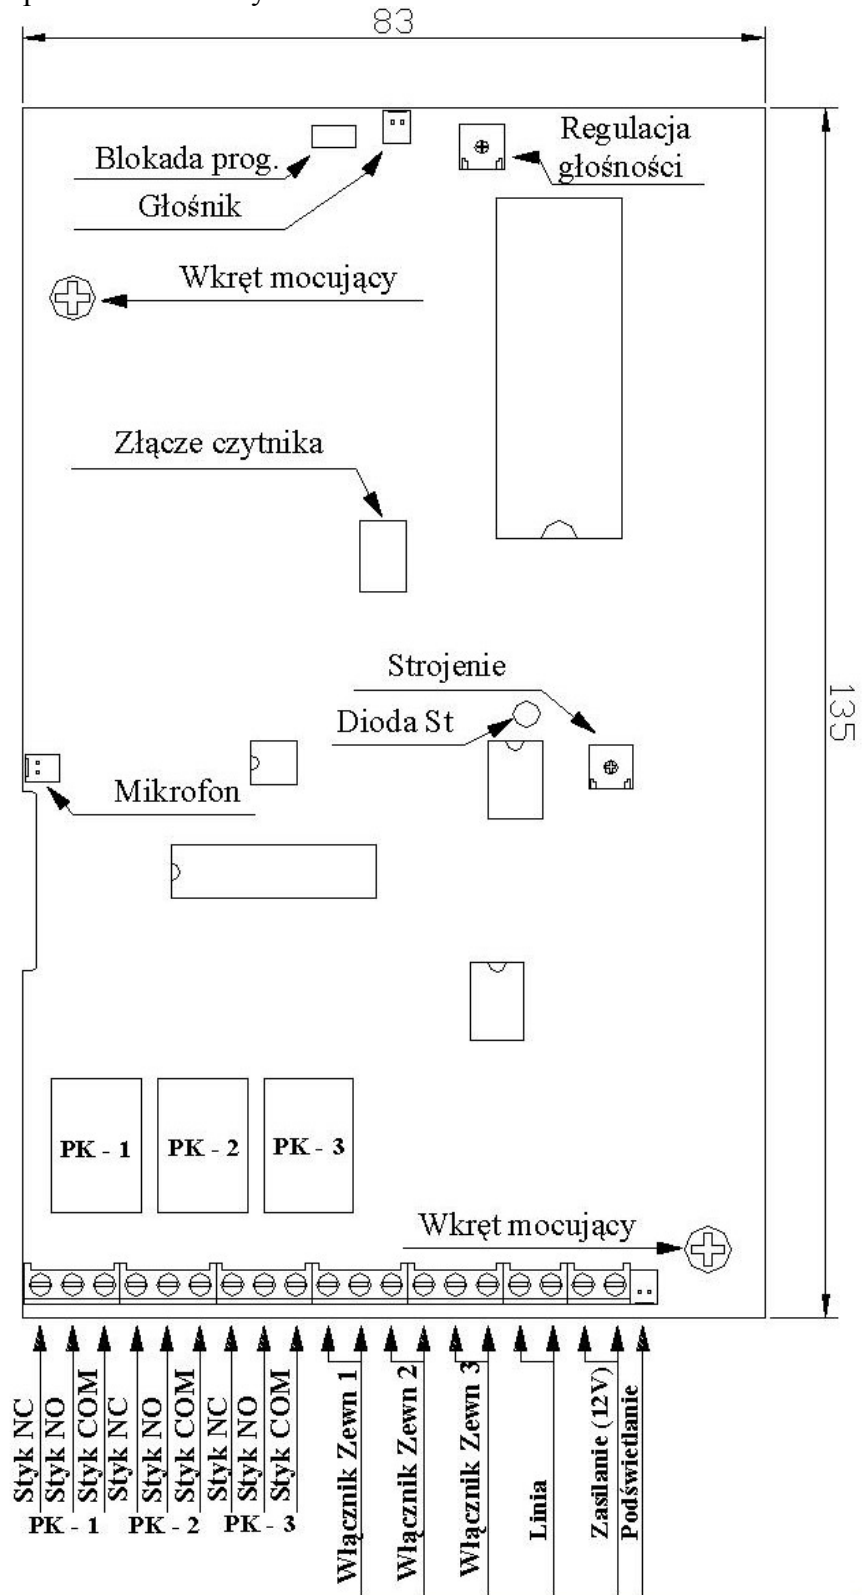 83
Regulacja
głośności
Blokada prog.
Głośnik
Wkręt mocujący
Złącze czytnika
Strojenie
Dioda St
135
Mikrofon
PK - 1
PK - 2
PK - 3
Wkręt mocujący
Styk NC
Styk NO
Styk COM
Styk NC
Styk NO
Styk COM
Styk NC
Styk NO
Styk COM
PK - 1
PK - 2
PK - 3
Włącznik Zewn 1
Włącznik Zewn 2
Włącznik Zewn 3
Linia
Zasilanie (12V)
Podświetlanie